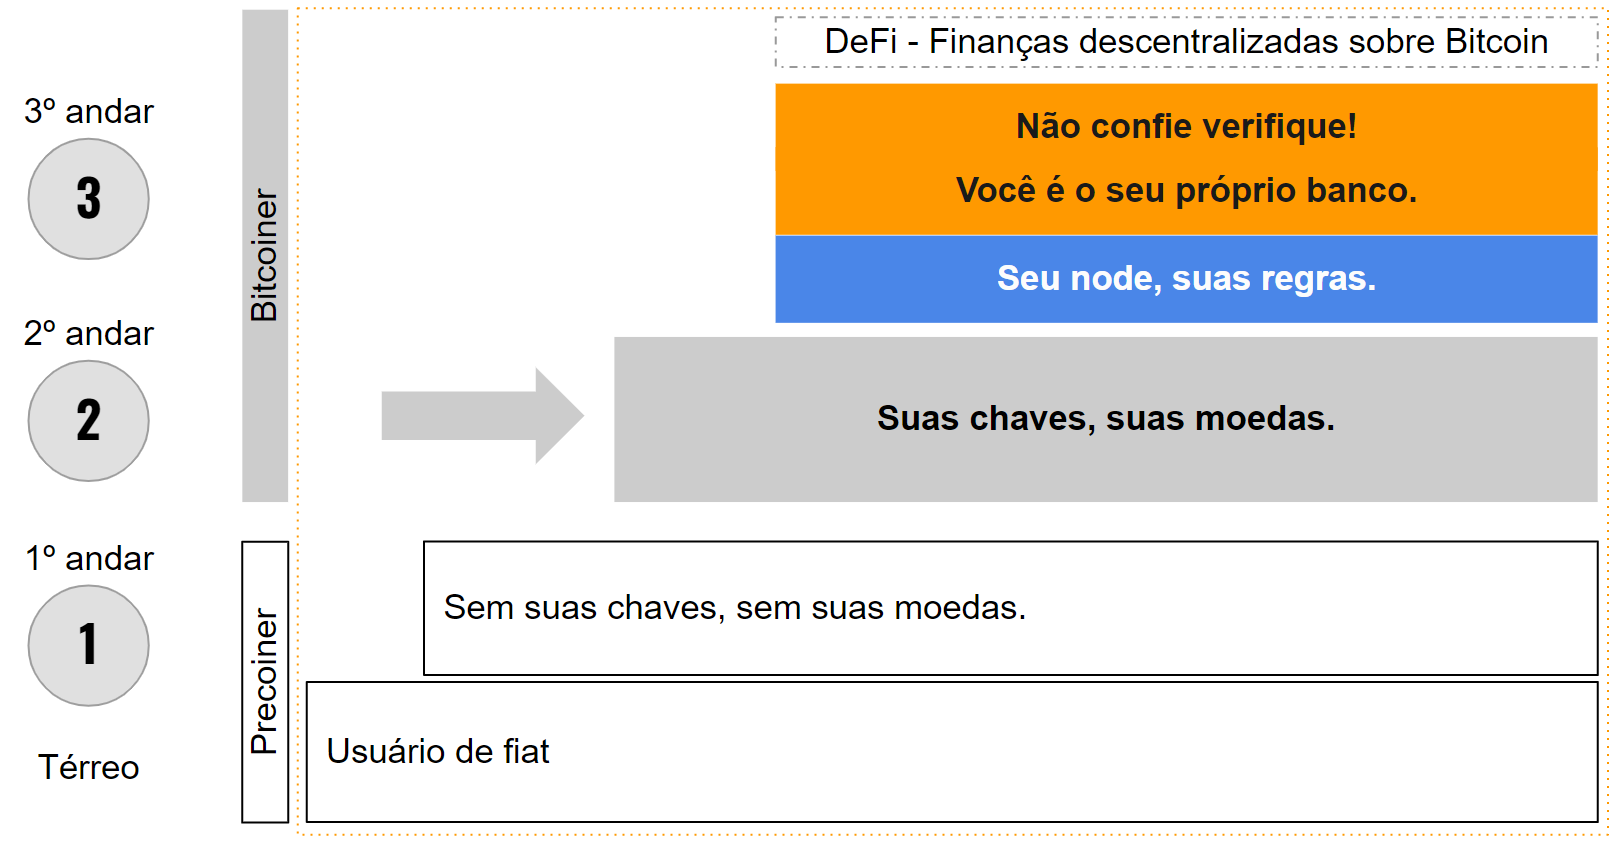 DeFi - Finanças descentralizadas sobre Bitcoin
3º andar
3
Não confie verifique!
Você é o seu próprio banco.
Bitcoiner
Seu node, suas regras.
2º andar
2
Suas chaves, suas moedas.
1º andar
1
Sem suas chaves, sem suas moedas.
Precoiner
Usuário de fiat
Térreo